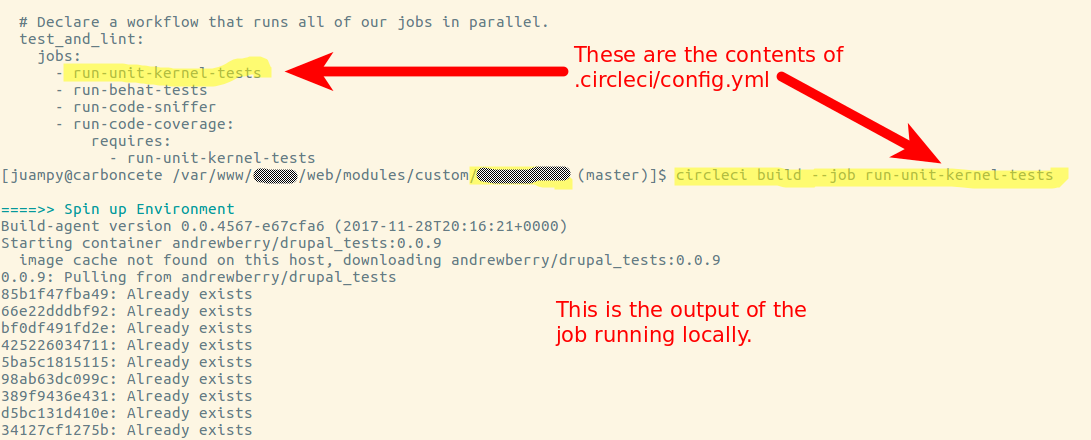 # Declare a workflow that runs all of our jobs in parallel.
test_and_lint:
jobs:
- run-unit-kernel-tests
- run-behat-tests
- run-code-sniffer
- run-code-coverage:
requires:
- run-unit-kernel-tests
These are the contents of
.circleci/config.yml
[juampy@carboncete /var/www/ /web/modules/custom/ (master)]$ circleci build --job run-unit-kernel-tests
====>> Spin up Environment
Build-agent version 0.0.4567-e67cfa6 (2017-11-28T20:16:21+0000)
Starting container andrewberry/drupal_tests:0.0.9
image cache not found on this host, downloading andrewberry/drupal_tests:0.0.9
0.0.9: Pulling from andrewberry/drupal_tests
85b1f47fba49: Already exists
66e22dddbf92: Already exists
bf0df491fd2e: Already exists
425226034711: Already exists
5ba5c1815115: Already exists
98ab63dc099c: Already exists
389f9436e431: Already exists
d5bc131d410e: Already exists
34127cf1275b: Already exists
This is the output of the
job running locally.